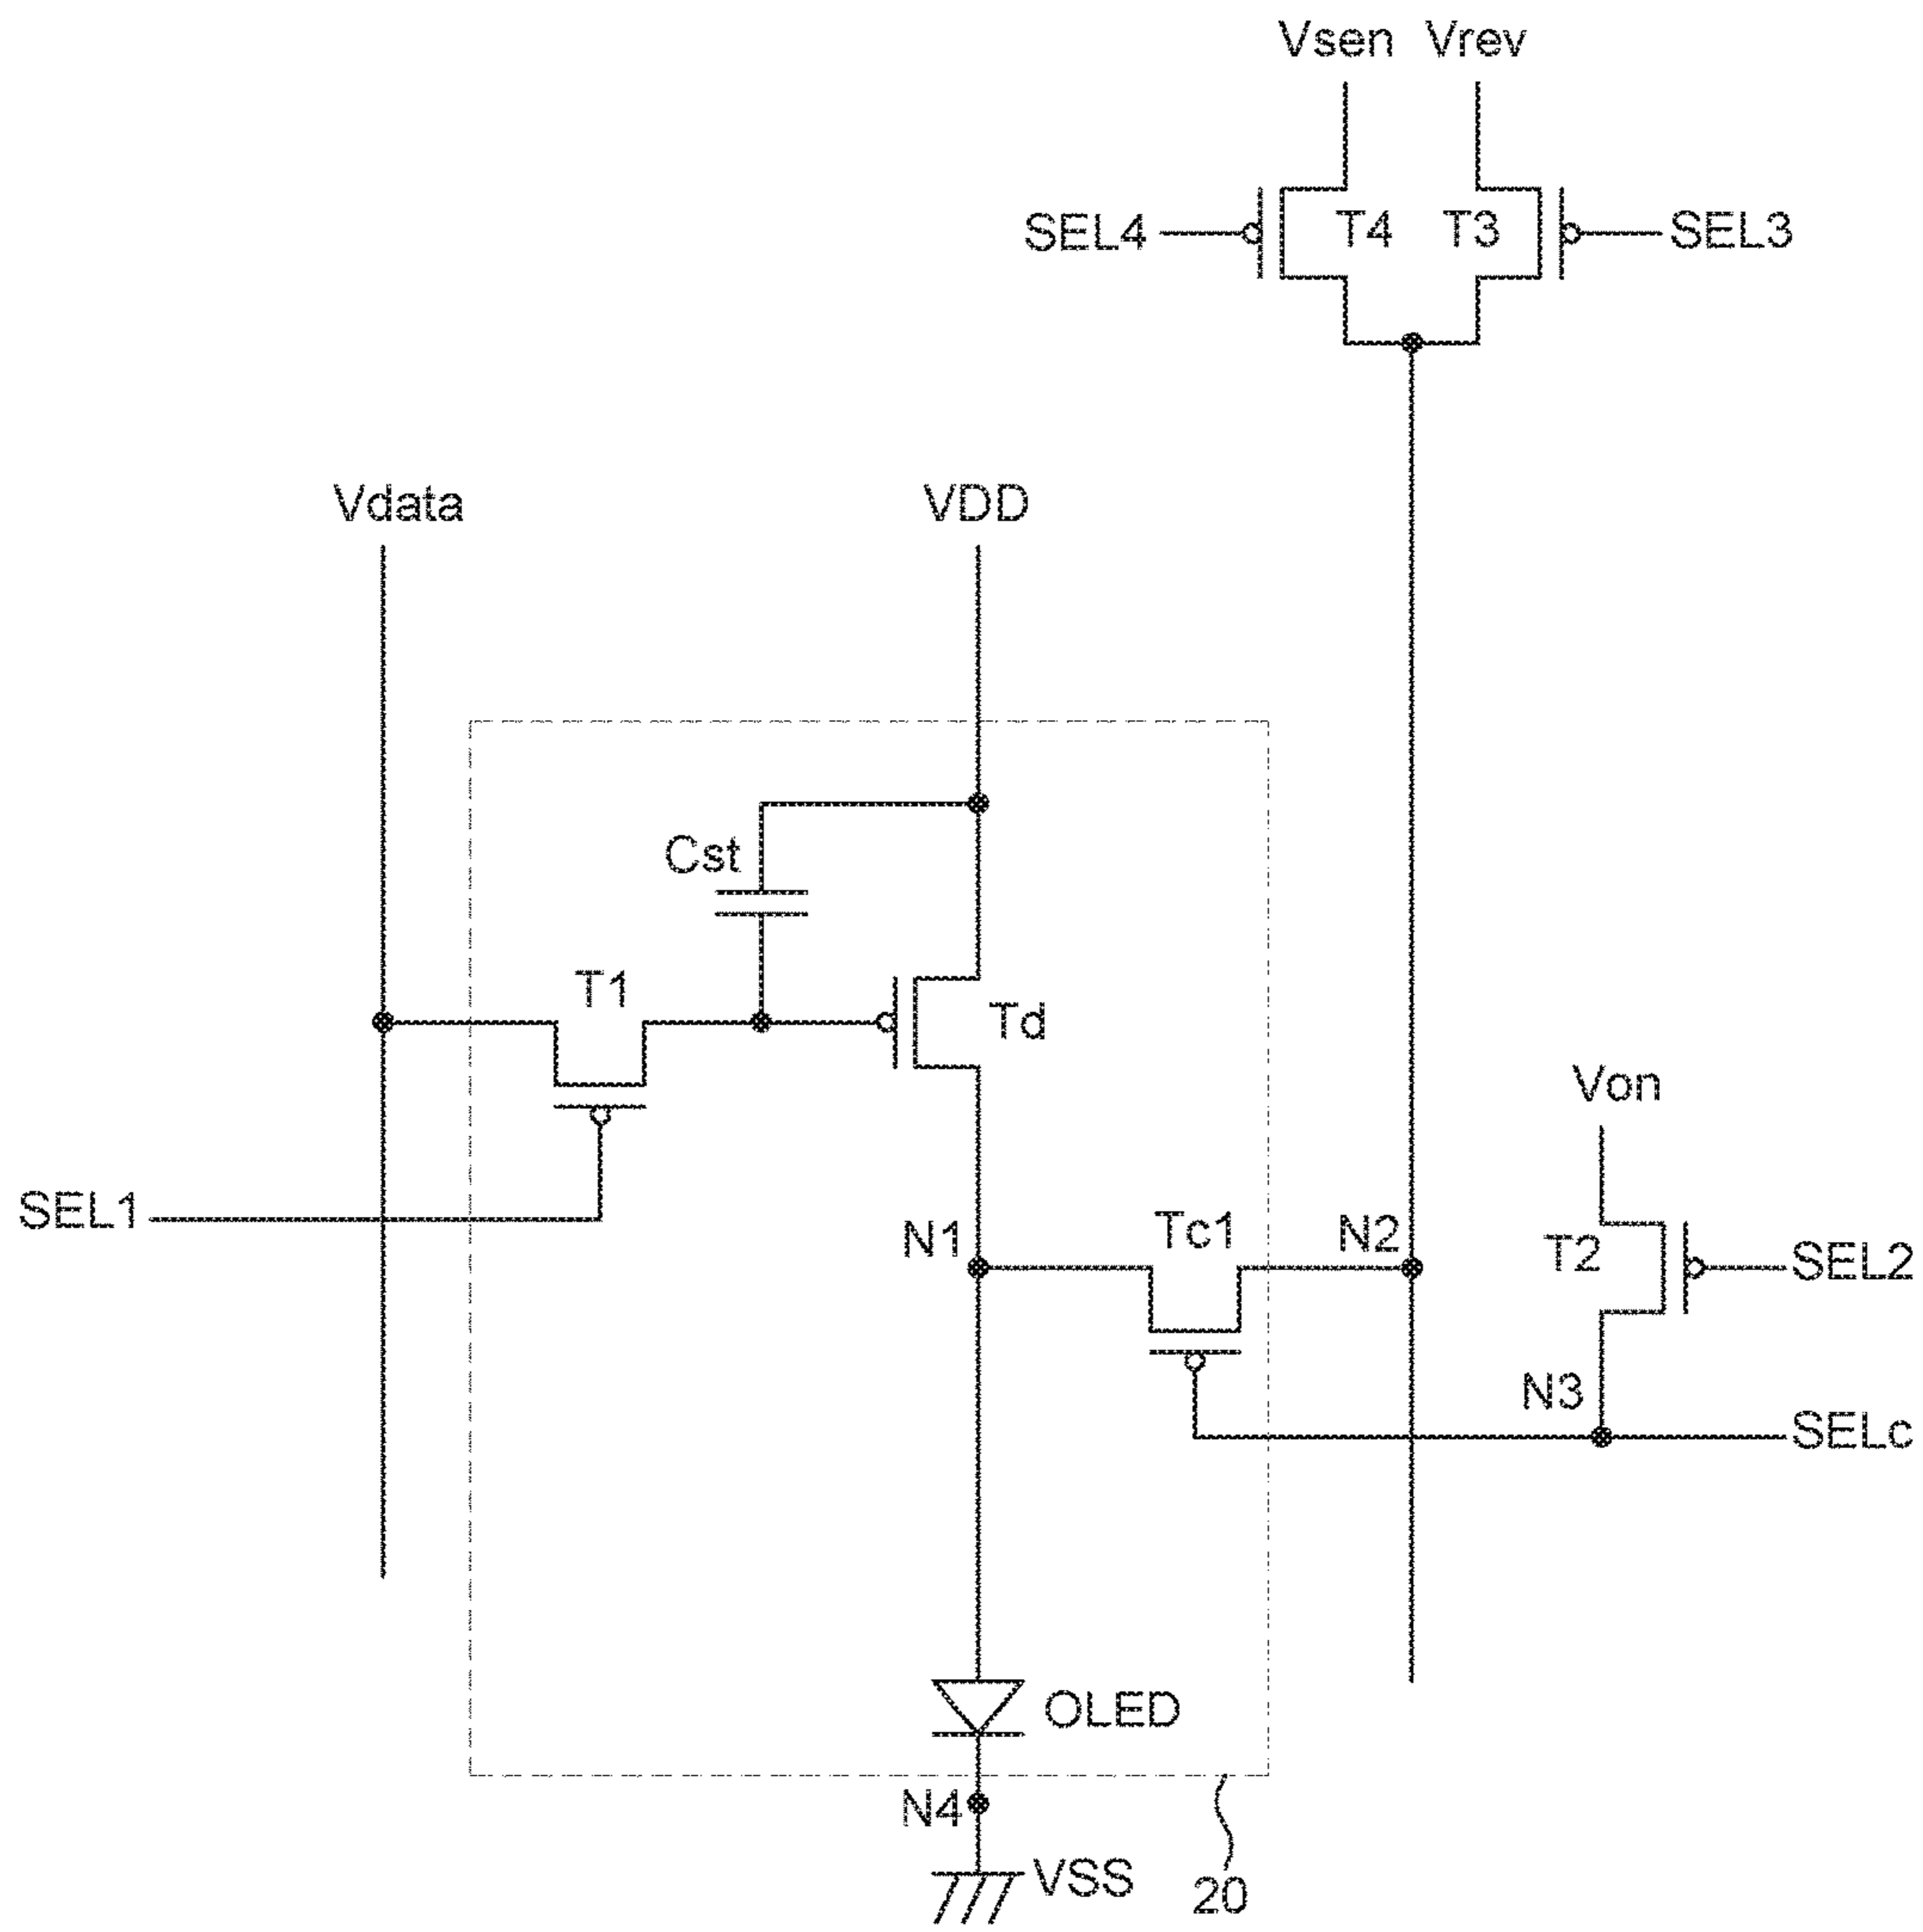 Vsen Vrev
SEL4
T4
T3
SEL3
Vdata
VDD
Cst
T1
Td
Von
SEL1
N1
Tc1
N2
T2
SEL2
N3
SELc
OLED
N4
VSS
20